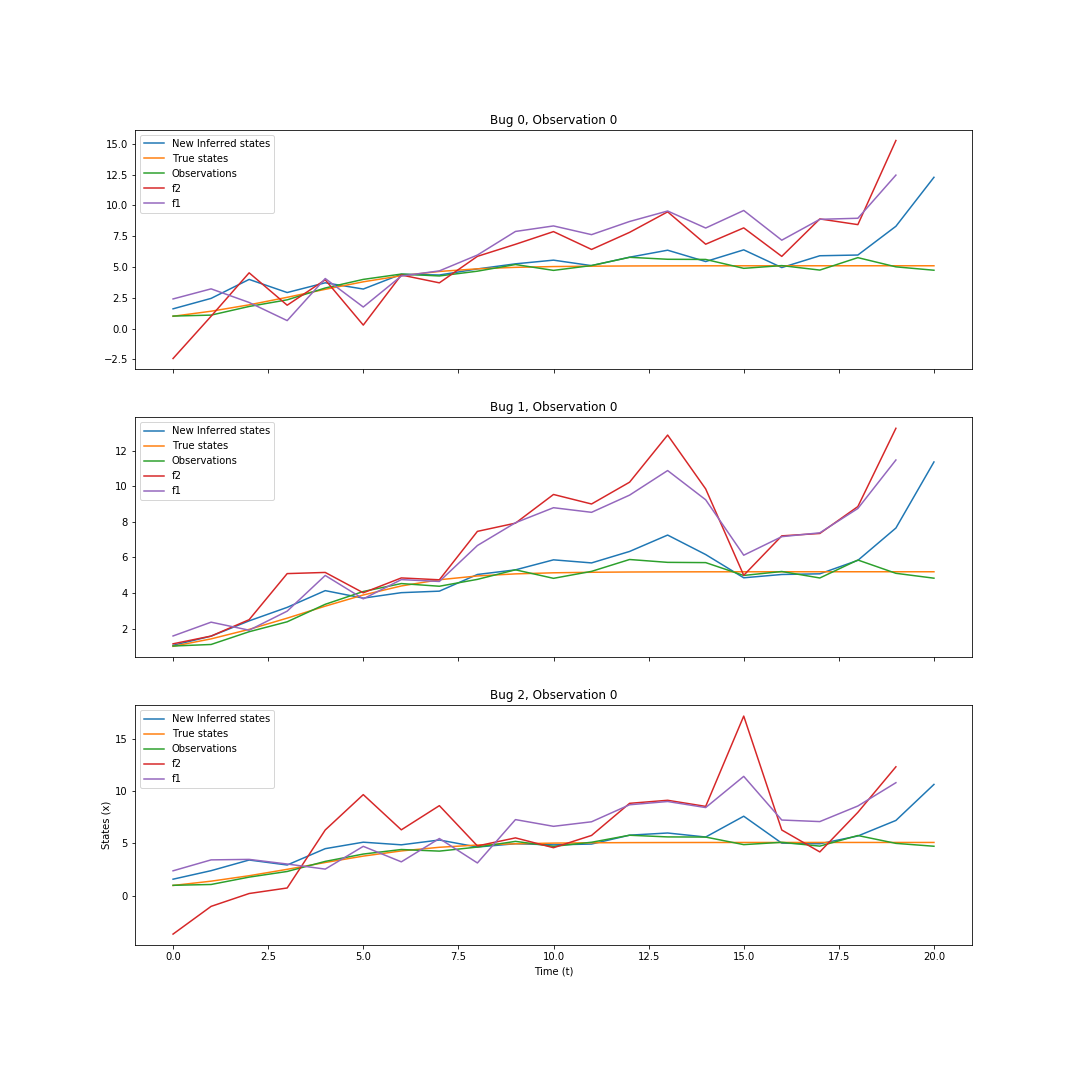 Bug 0, Observation 0
New Inferred states
True states
Observations
f2
f1
15.0
12.5
10.0
7.5
5.0
2.5
0.0
−2.5
Bug 1, Observation 0
New Inferred states
True states
Observations
f2
f1
12
10
8
6
4
2
Bug 2, Observation 0
New Inferred states
True states
Observations
f2
f1
15
10
5
0
States (x)
0.0 2.5 5.0 7.5 10.0 12.5 15.0 17.5 20.0
Time (t)